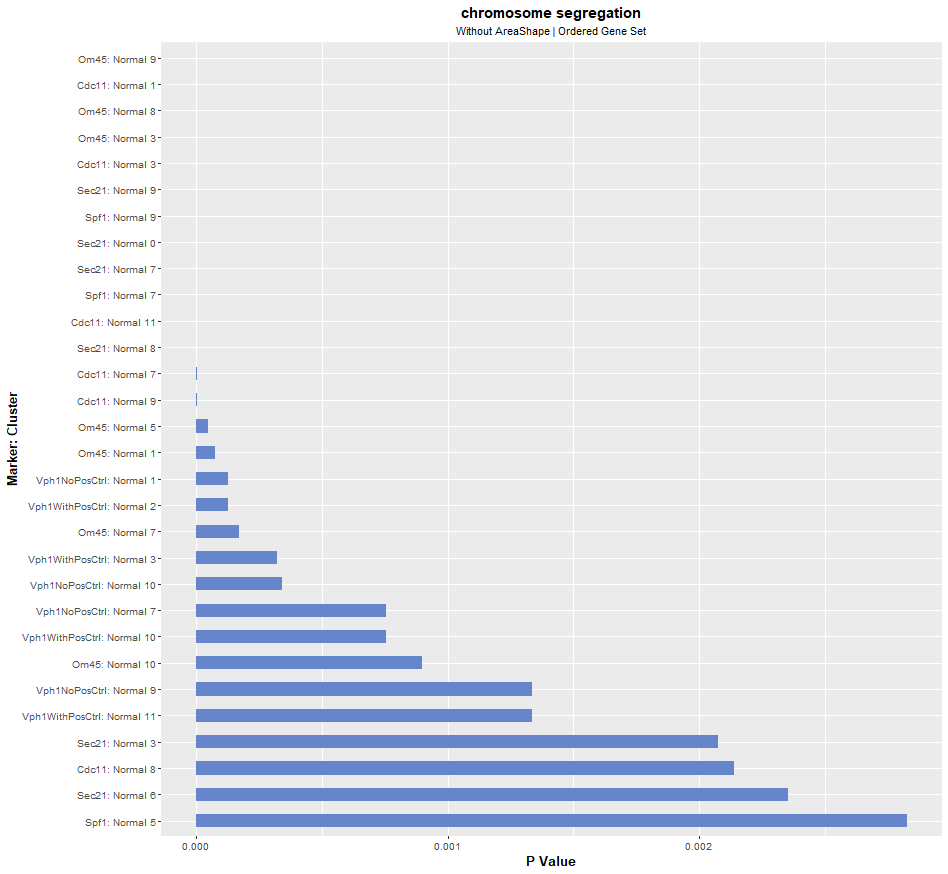 chromosome segregation
Without AreaShape | Ordered Gene Set
Marker: Cluster
Om45: Normal 9
Cdc11: Normal 1
Om45: Normal 8
Om45: Normal 3
Cdc11: Normal 3
Sec21: Normal 9
Spf1: Normal 9
Sec21: Normal 0
Sec21: Normal 7
Spf1: Normal 7
Cdc11: Normal 11
Sec21: Normal 8
Cdc11: Normal 7
Cdc11: Normal 9
Om45: Normal 5
Om45: Normal 1
Vph1NoPosCtrl: Normal 1
Vph1WithPosCtrl: Normal 2
Om45: Normal 7
Vph1WithPosCtrl: Normal 3
Vph1NoPosCtrl: Normal 10
Vph1NoPosCtrl: Normal 7
Vph1WithPosCtrl: Normal 10
Om45: Normal 10
Vph1NoPosCtrl: Normal 9
Vph1WithPosCtrl: Normal 11
Sec21: Normal 3
Cdc11: Normal 8
Sec21: Normal 6
Spf1: Normal 5
0.000 0.001 0.002
P Value